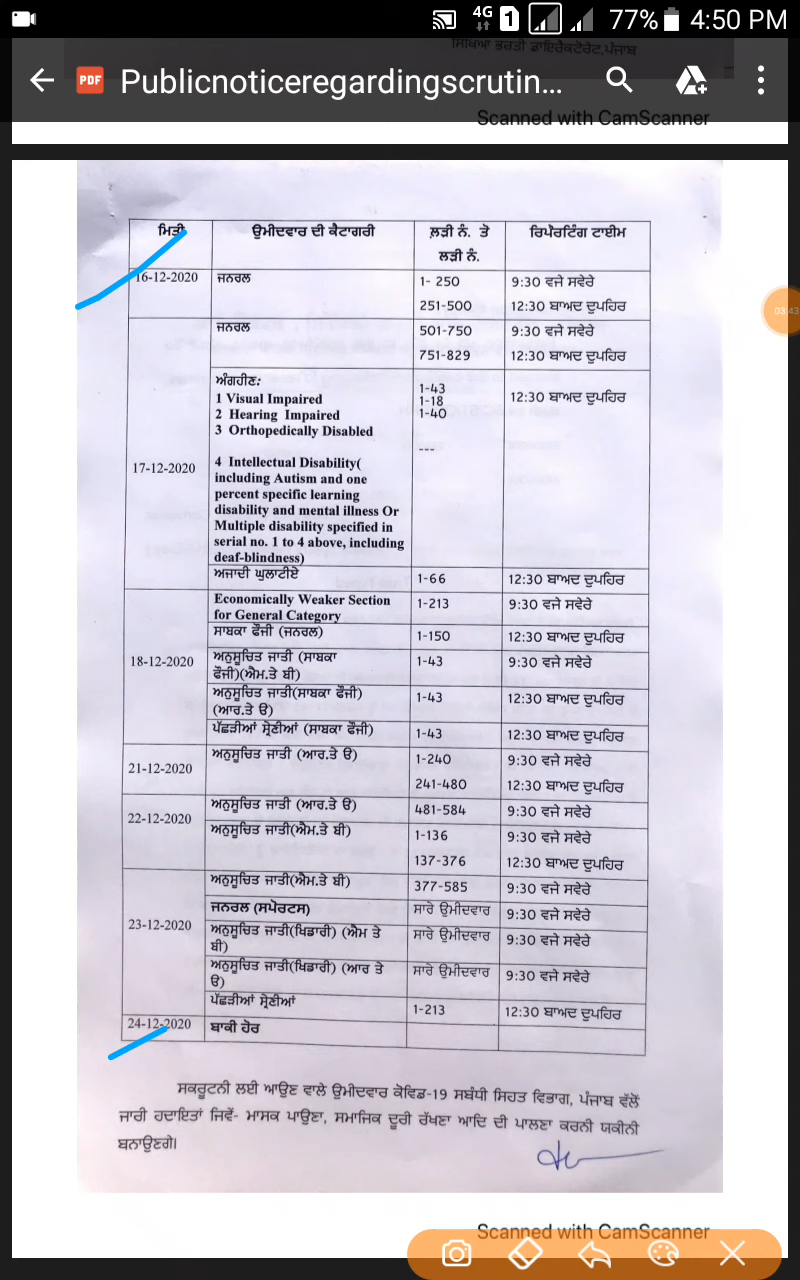 4G 1 77% 4:50 PM
ਸਿੱਖਿਆ ਭਰਤੀ ਡਾਇਰੈਕਟੋਰੇਟ,ਪੰਜਾਬ
PDF Publicnoticeregardingscrutin...
Scanned with CamScanner
ਮਿਤੀ ਉਮੀਦਵਾਰ ਦੀ ਕੈਟਾਗਰੀ ਲੜੀ ਨੰ. ਤੋ ਰਿਪੋਰਟਿੰਗ ਟਾਈਮ
ਲੜੀ ਨੰ.
16-12-2020 ਜਨਰਲ 1- 250 9:30 ਵਜੇ ਸਵੇਰੇ
251-500 12:30 ਬਾਅਦ ਦੁਪਹਿਰ
ਜਨਰਲ 501-750 9:30 ਵਜੇ ਸਵੇਰੇ
751-829 12:30 ਬਾਅਦ ਦੁਪਹਿਰ
03:43
17-12-2020
ਅੰਗਹੀਣ:
1 Visual Impaired 1-43 12:30 ਬਾਅਦ ਦੁਪਹਿਰ
2 Hearing Impaired 1-18
3 Orthopedically Disabled 1-40
4 Intellectual Disability( ---
including Autism and one
percent specific learning
disability and mental illness Or
Multiple disability specified in
serial no. 1 to 4 above, including
deaf-blindness)
ਅਜਾਦੀ ਘੁਲਾਟੀਏ 1-66 12:30 ਬਾਅਦ ਦੁਪਹਿਰ
18-12-2020
Economically Weaker Section 1-213 9:30 ਵਜੇ ਸਵੇਰੇ
for General Category
ਸਾਬਕਾ ਫੌਜੀ (ਜਨਰਲ) 1-150 12:30 ਬਾਅਦ ਦੁਪਹਿਰ
ਅਨੁਸੂਚਿਤ ਜਾਤੀ (ਸਾਬਕਾ 1-43 9:30 ਵਜੇ ਸਵੇਰੇ
ਫੌਜੀ)(ਐਮ.ਤੇ ਬੀ)
ਅਨੁਸੂਚਿਤ ਜਾਤੀ(ਸਾਬਕਾ ਫੌਜੀ) 1-43 12:30 ਬਾਅਦ ਦੁਪਹਿਰ
(ਆਰ.ਤੇ ਓ)
ਪੱਛੜੀਆਂ ਸ਼੍ਰੇਣੀਆਂ (ਸਾਬਕਾ ਫੌਜੀ) 1-43 12:30 ਬਾਅਦ ਦੁਪਹਿਰ
21-12-2020 ਅਨੁਸੂਚਿਤ ਜਾਤੀ (ਆਰ.ਤੇ ਓ) 1-240 9:30 ਵਜੇ ਸਵੇਰੇ
241-480 12:30 ਬਾਅਦ ਦੁਪਹਿਰ
22-12-2020 ਅਨੁਸੂਚਿਤ ਜਾਤੀ (ਆਰ.ਤੇ ਓ) 481-584 9:30 ਵਜੇ ਸਵੇਰੇ
ਅਨੁਸੂਚਿਤ ਜਾਤੀ(ਐਮ.ਤੇ ਬੀ) 1-136 9:30 ਵਜੇ ਸਵੇਰੇ
137-376 12:30 ਬਾਅਦ ਦੁਪਹਿਰ
23-12-2020 ਅਨੁਸੂਚਿਤ ਜਾਤੀ(ਐਮ.ਤੇ ਬੀ) 377-585 9:30 ਵਜੇ ਸਵੇਰੇ
ਜਨਰਲ (ਸਪੋਰਟਸ) ਸਾਰੇ ਉਮੀਦਵਾਰ 9:30 ਵਜੇ ਸਵੇਰੇ
ਅਨੁਸੂਚਿਤ ਜਾਤੀ(ਖਿਡਾਰੀ) (ਐਮ ਤੇ ਸਾਰੇ ਉਮੀਦਵਾਰ 9:30 ਵਜੇ ਸਵੇਰੇ
ਬੀ)
ਅਨੁਸੂਚਿਤ ਜਾਤੀ(ਖਿਡਾਰੀ) (ਆਰ ਤੇ ਸਾਰੇ ਉਮੀਦਵਾਰ 9:30 ਵਜੇ ਸਵੇਰੇ
ਓ)
ਪੱਛੜੀਆਂ ਸ਼੍ਰੇਣੀਆਂ 1-213 12:30 ਬਾਅਦ ਦੁਪਹਿਰ
24-12-2020 ਬਾਕੀ ਹੋਰ
ਸਕਰੂਟਨੀ ਲਈ ਆਉਣ ਵਾਲੇ ਉਮੀਦਵਾਰ ਕੋਵਿਡ-19 ਸਬੰਧੀ ਸਿਹਤ ਵਿਭਾਗ, ਪੰਜਾਬ ਵੱਲੋਂ
ਜਾਰੀ ਹਦਾਇਤਾਂ ਜਿਵੇਂ- ਮਾਸਕ ਪਾਉਣਾ, ਸਮਾਜਿਕ ਦੂਰੀ ਰੱਖਣਾ ਆਦਿ ਦੀ ਪਾਲਣਾ ਕਰਨੀ ਯਕੀਨੀ
ਬਨਾਉਣਗੇ।
Scanned with CamScanner